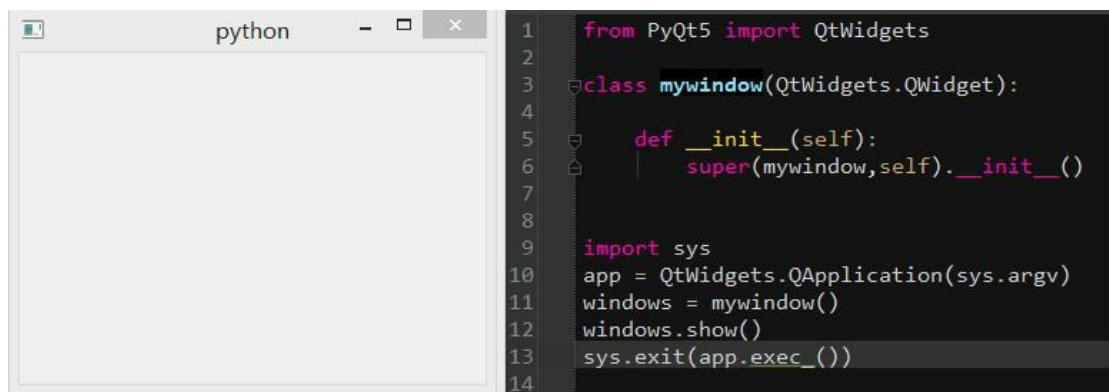 python
1 from PyQt5 import QtWidgets
2
3 class mywindow(QtWidgets.QWidget):
4
5     def __init__(self):
6         super(mywindow,self).__init__()
7
8
9 import sys
10 app = QtWidgets.QApplication(sys.argv)
11 windows = mywindow()
12 windows.show()
13 sys.exit(app.exec_())
14